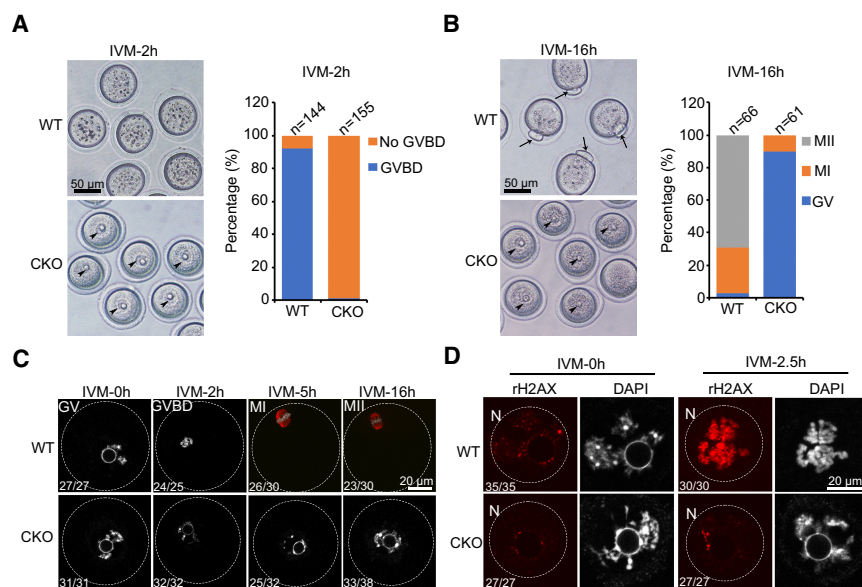 A
IVM-2h
WT
50 µm
CKO
IVM-2h
Percentage (%)
120
100
80
60
40
20
0
n=144
n=155
No GVBD
GVBD
WT
CKO
B
IVM-16h
WT
50 µm
CKO
IVM-16h
Percentage (%)
120
100
80
60
40
20
0
n=66
n=61
MII
MI
GV
WT
CKO
C
IVM-0h
IVM-2h
IVM-5h
IVM-16h
WT
GV
GVBD
MI
MII
27/27
24/25
26/30
23/30
20 µm
CKO
31/31
32/32
25/32
33/38
D
IVM-0h
IVM-2.5h
rH2AX
DAPI
rH2AX
DAPI
WT
N
N
35/35
30/30
20 µm
CKO
N
N
27/27
27/27